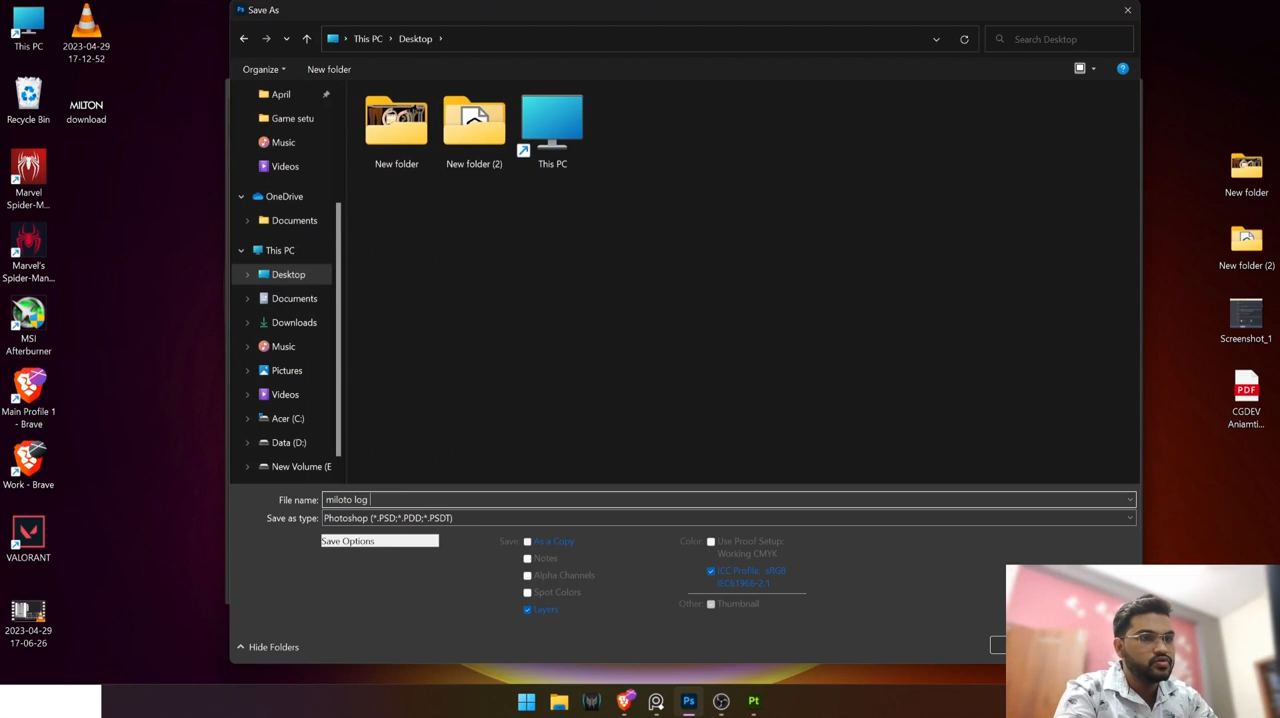 Save As
This PC
Desktop
Search Desktop
Organize
New folder
April
Game setu
Music
Videos
OneDrive
Documents
This PC
Desktop
Documents
Downloads
Music
Pictures
Videos
Acer (C:)
Data (D:)
New Volume (E
New folder
New folder (2)
This PC
File name:
miloto log
Save as type:
Photoshop (*.PSD;*.PDD;*.PSDT)
Save Options
Save:
As a Copy
Notes
Alpha Channels
Spot Colors
Layers
Color:
Use Proof Setup:
Working CMYK
ICC Profile: sRGB
IEC61966-2.1
Other:
Thumbnail
Hide Folders
This PC
2023-04-29
17-12-52
Recycle Bin
MILTON
download
Marvel
Spider-M...
Marvel's
Spider-Man...
MSI
Afterburner
Main Profile 1
- Brave
Work - Brave
VALORANT
2023-04-29
17-06-26
New folder
New folder (2)
Screenshot_1
PDF
CGDEV
Aniamti...
Ps
Pt